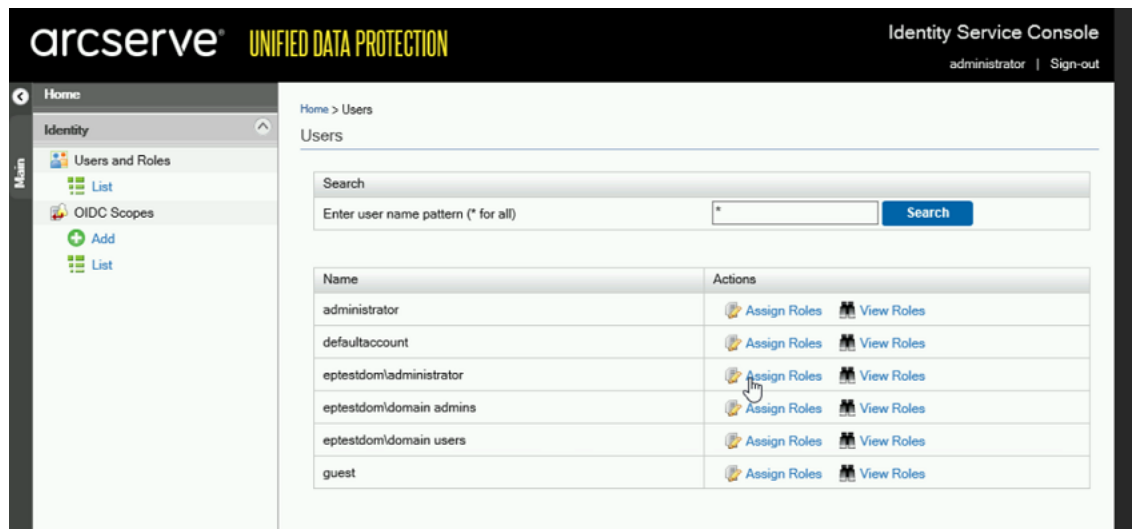 arcserve® UNIFIED DATA PROTECTION
Identity Service Console
administrator | Sign-out
Main
Home
Identity
Users and Roles
List
OIDC Scopes
Add
List
Home > Users
Users
Search
Enter user name pattern (* for all) * Search
Name Actions
administrator Assign Roles View Roles
defaultaccount Assign Roles View Roles
eptestdom\administrator Assign Roles View Roles
eptestdom\domain admins Assign Roles View Roles
eptestdom\domain users Assign Roles View Roles
guest Assign Roles View Roles